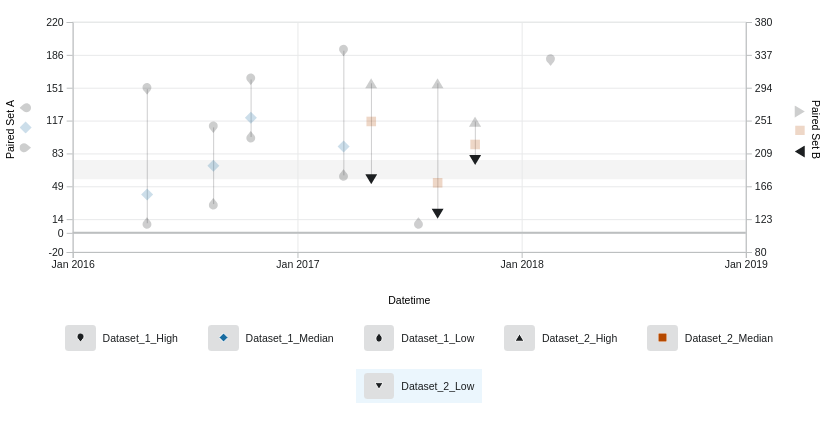 220
186
151
117
83
49
14
0
-20
380
337
294
251
209
166
123
80
Paired Set A
Paired Set B
Jan 2016
Jan 2017
Jan 2018
Jan 2019
Datetime
Dataset_1_High
Dataset_1_Median
Dataset_1_Low
Dataset_2_High
Dataset_2_Median
Dataset_2_Low